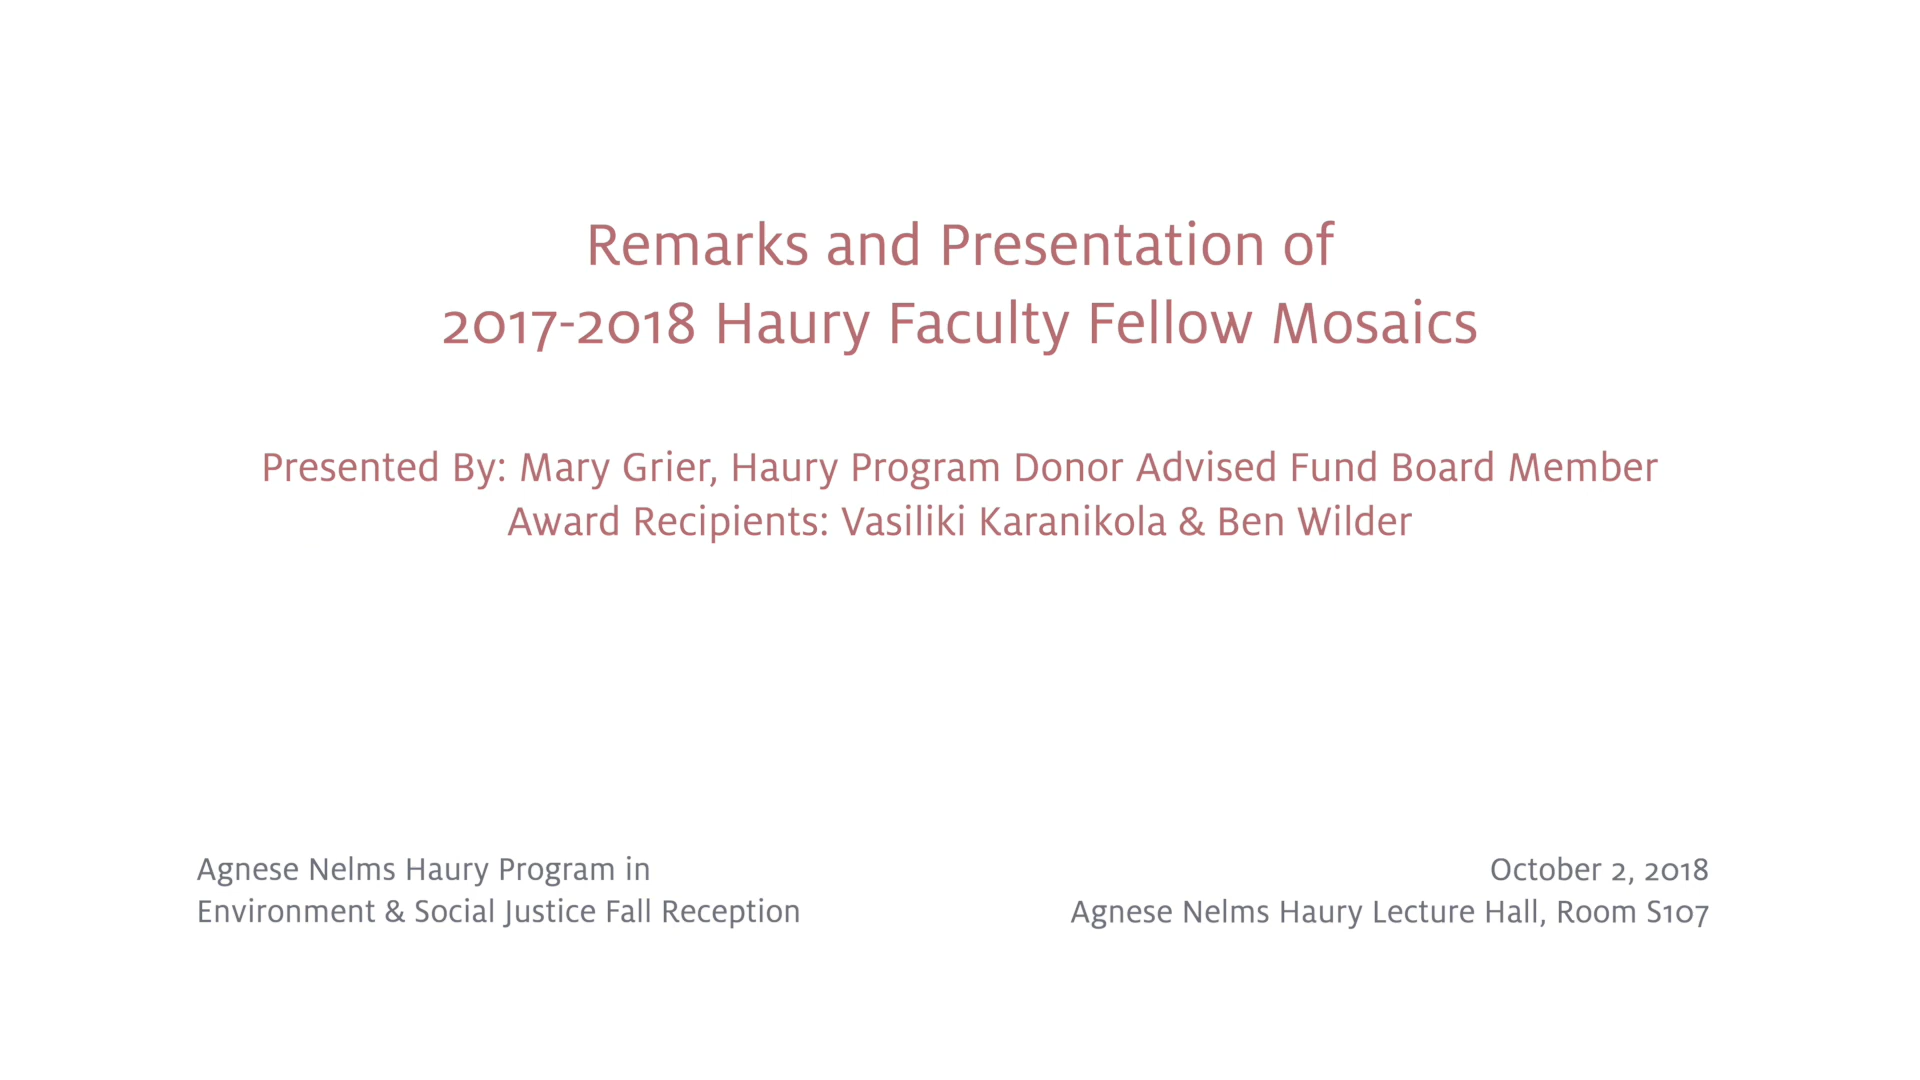 Remarks and Presentation of
2017-2018 Haury Faculty Fellow Mosaics
Presented By: Mary Grier, Haury Program Donor Advised Fund Board Member
Award Recipients: Vasiliki Karanikola & Ben Wilder
Agnese Nelms Haury Program in
Environment & Social Justice Fall Reception
October 2, 2018
Agnese Nelms Haury Lecture Hall, Room S107